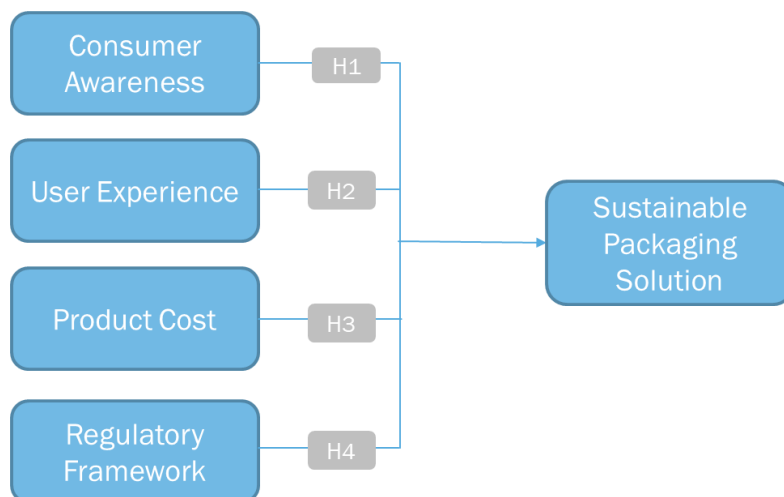 Consumer
Awareness
H1
User Experience
H2
Sustainable
Packaging
Solution
Product Cost
H3
Regulatory
Framework
H4